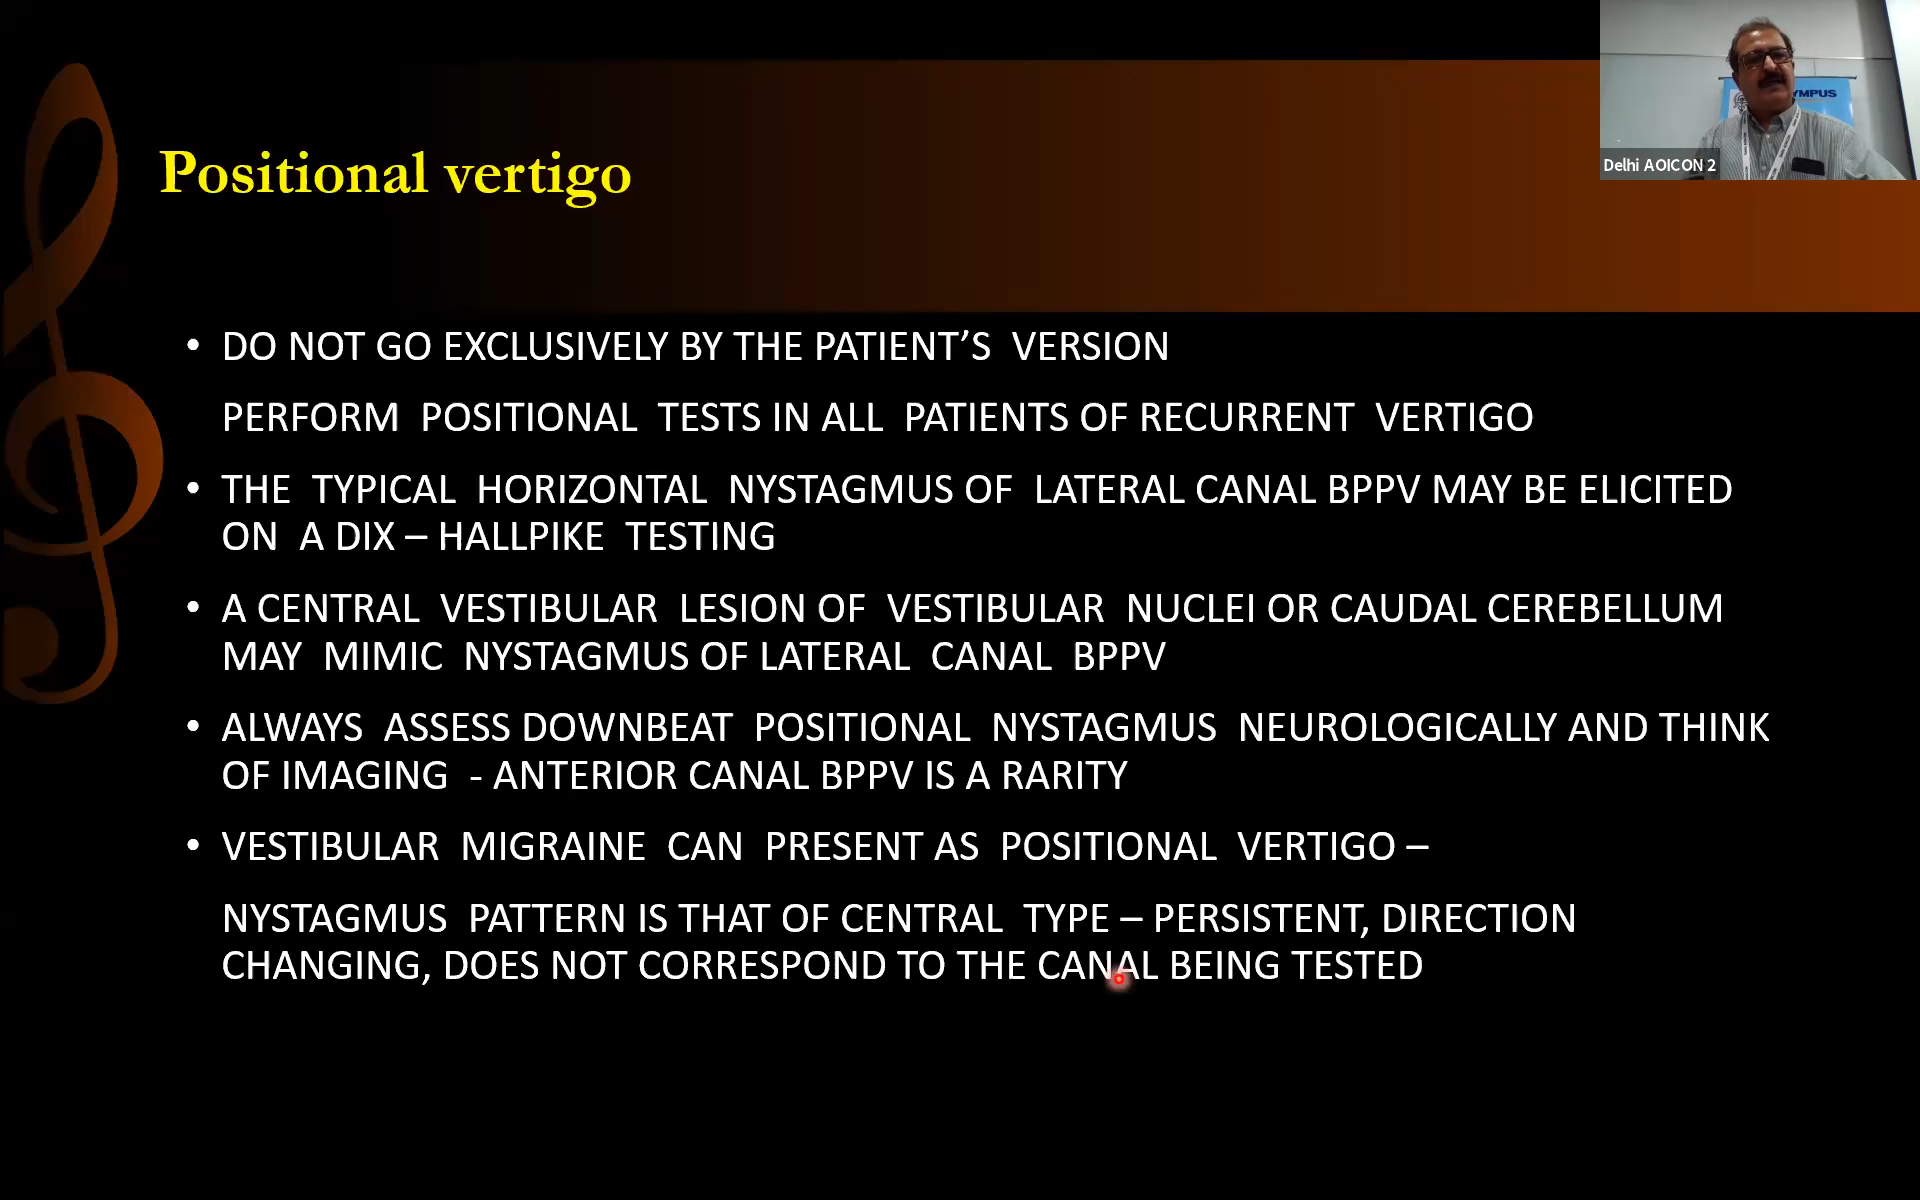 YMPUS
Delhi AOICON 2
Positional vertigo
• DO NOT GO EXCLUSIVELY BY THE PATIENT’S VERSION
PERFORM POSITIONAL TESTS IN ALL PATIENTS OF RECURRENT VERTIGO
• THE TYPICAL HORIZONTAL NYSTAGMUS OF LATERAL CANAL BPPV MAY BE ELICITED
ON A DIX – HALLPIKE TESTING
• A CENTRAL VESTIBULAR LESION OF VESTIBULAR NUCLEI OR CAUDAL CEREBELLUM
MAY MIMIC NYSTAGMUS OF LATERAL CANAL BPPV
• ALWAYS ASSESS DOWNBEAT POSITIONAL NYSTAGMUS NEUROLOGICALLY AND THINK
OF IMAGING - ANTERIOR CANAL BPPV IS A RARITY
• VESTIBULAR MIGRAINE CAN PRESENT AS POSITIONAL VERTIGO –
NYSTAGMUS PATTERN IS THAT OF CENTRAL TYPE – PERSISTENT, DIRECTION
CHANGING, DOES NOT CORRESPOND TO THE CANAL BEING TESTED